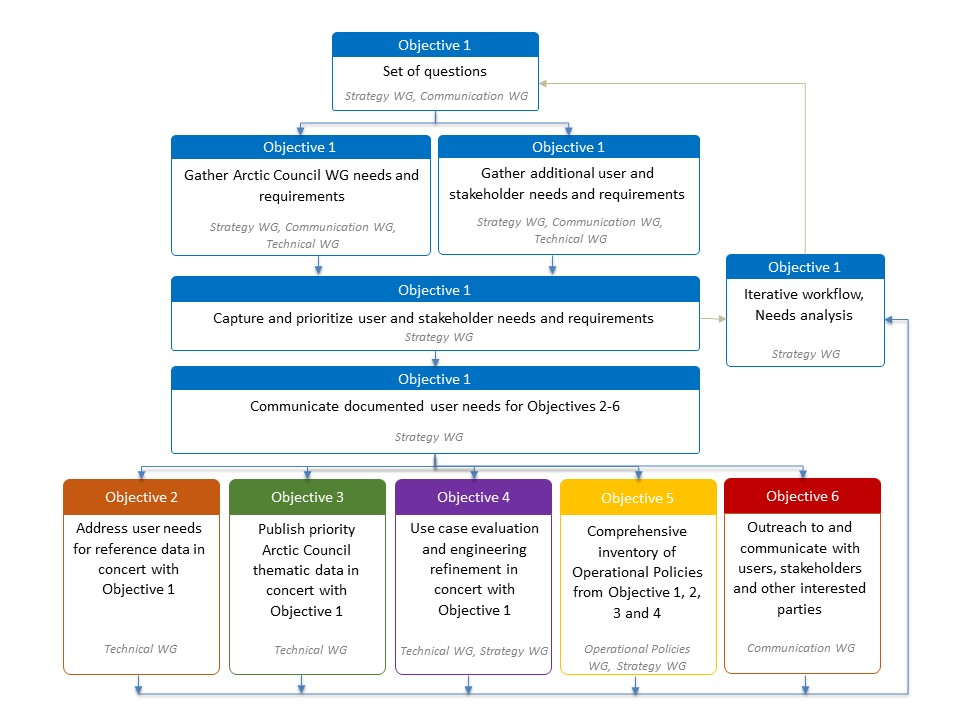 Objective 1
Set of questions
Strategy WG, Communication WG
Objective 1
Gather Arctic Council WG needs and
requirements
Strategy WG, Communication WG,
Technical WG
Objective 1
Gather additional user and
stakeholder needs and requirements
Strategy WG, Communication WG,
Technical WG
Objective 1
Capture and prioritize user and stakeholder needs and requirements
Strategy WG
Objective 1
Iterative workflow,
Needs analysis
Strategy WG
Objective 1
Communicate documented user needs for Objectives 2-6
Strategy WG
Objective 2
Address user needs
for reference data in
concert with
Objective 1
Technical WG
Objective 3
Publish priority
Arctic Council
thematic data in
concert with
Objective 1
Technical WG
Objective 4
Use case evaluation
and engineering
refinement in
concert with
Objective 1
Technical WG, Strategy WG
Objective 5
Comprehensive
inventory of
Operational Policies
from Objective 1, 2,
3 and 4
Operational Policies
WG, Strategy WG
Objective 6
Outreach to and
communicate with
users, stakeholders
and other interested
parties
Communication WG